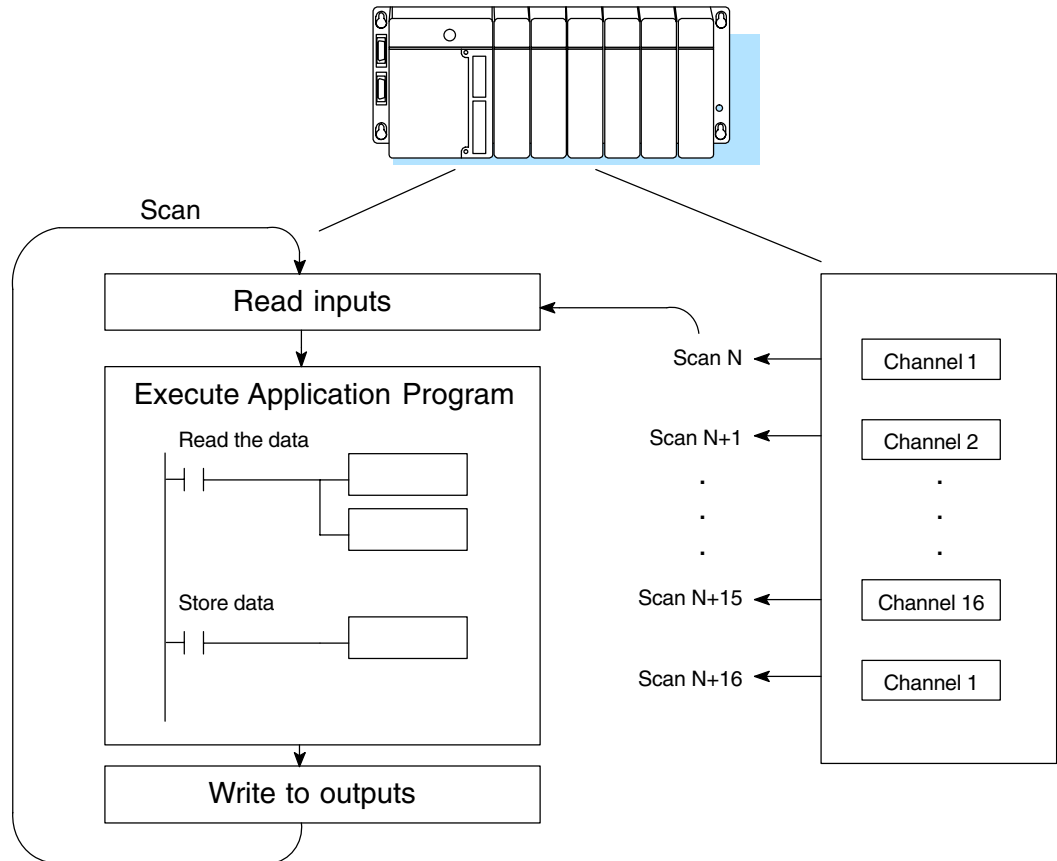 Scan
Read inputs
Execute Application Program
Read the data
Store data
Write to outputs
Scan N
Channel 1
Scan N+1
Channel 2
.
.
.
.
.
.
Scan N+15
Channel 16
Scan N+16
Channel 1